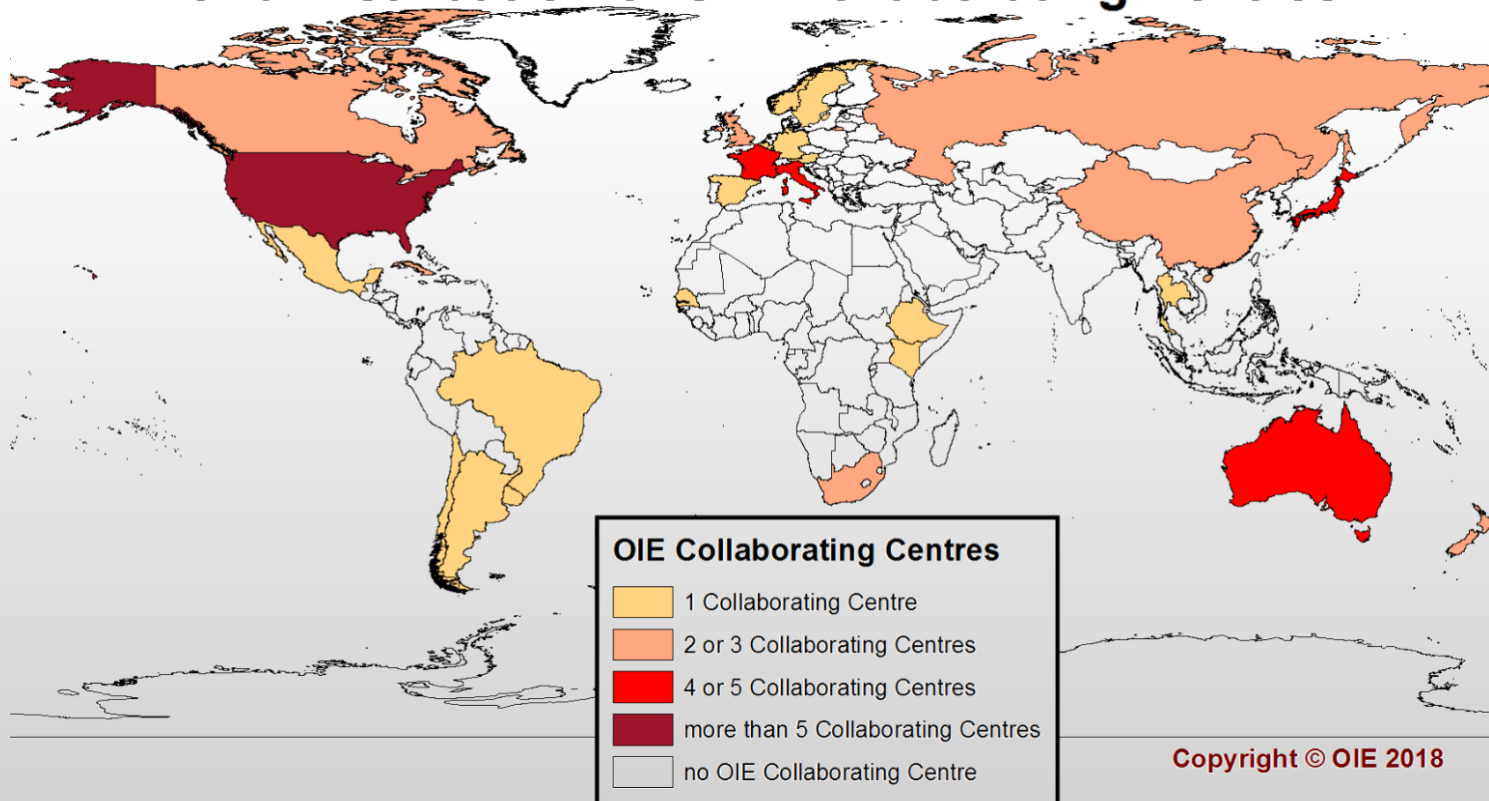 OIE Collaborating Centres
1 Collaborating Centre
2 or 3 Collaborating Centres
4 or 5 Collaborating Centres
more than 5 Collaborating Centres
no OIE Collaborating Centre
Copyright © OIE 2018